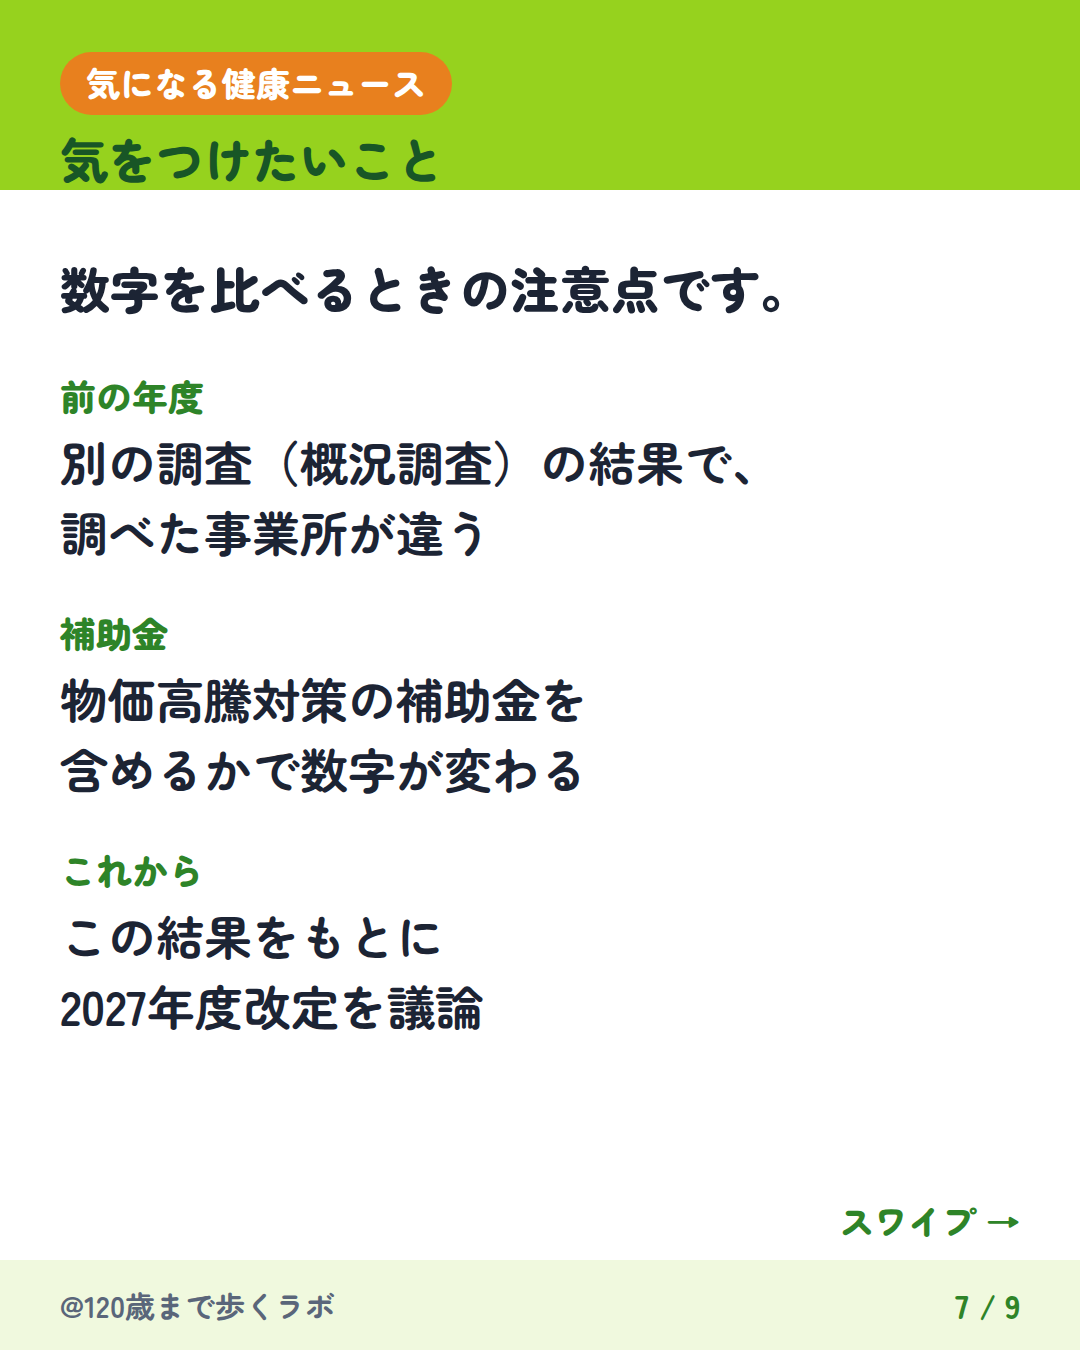 気になる健康ニュース
気をつけたいこと
数字を比べるときの注意点です。
前の年度
別の調査（概況調査）の結果で、
調べた事業所が違う
補助金
物価高騰対策の補助金を
含めるかで数字が変わる
これから
この結果をもとに
2027年度改定を議論
スワイプ →
@120歳まで歩くラボ
7 / 9